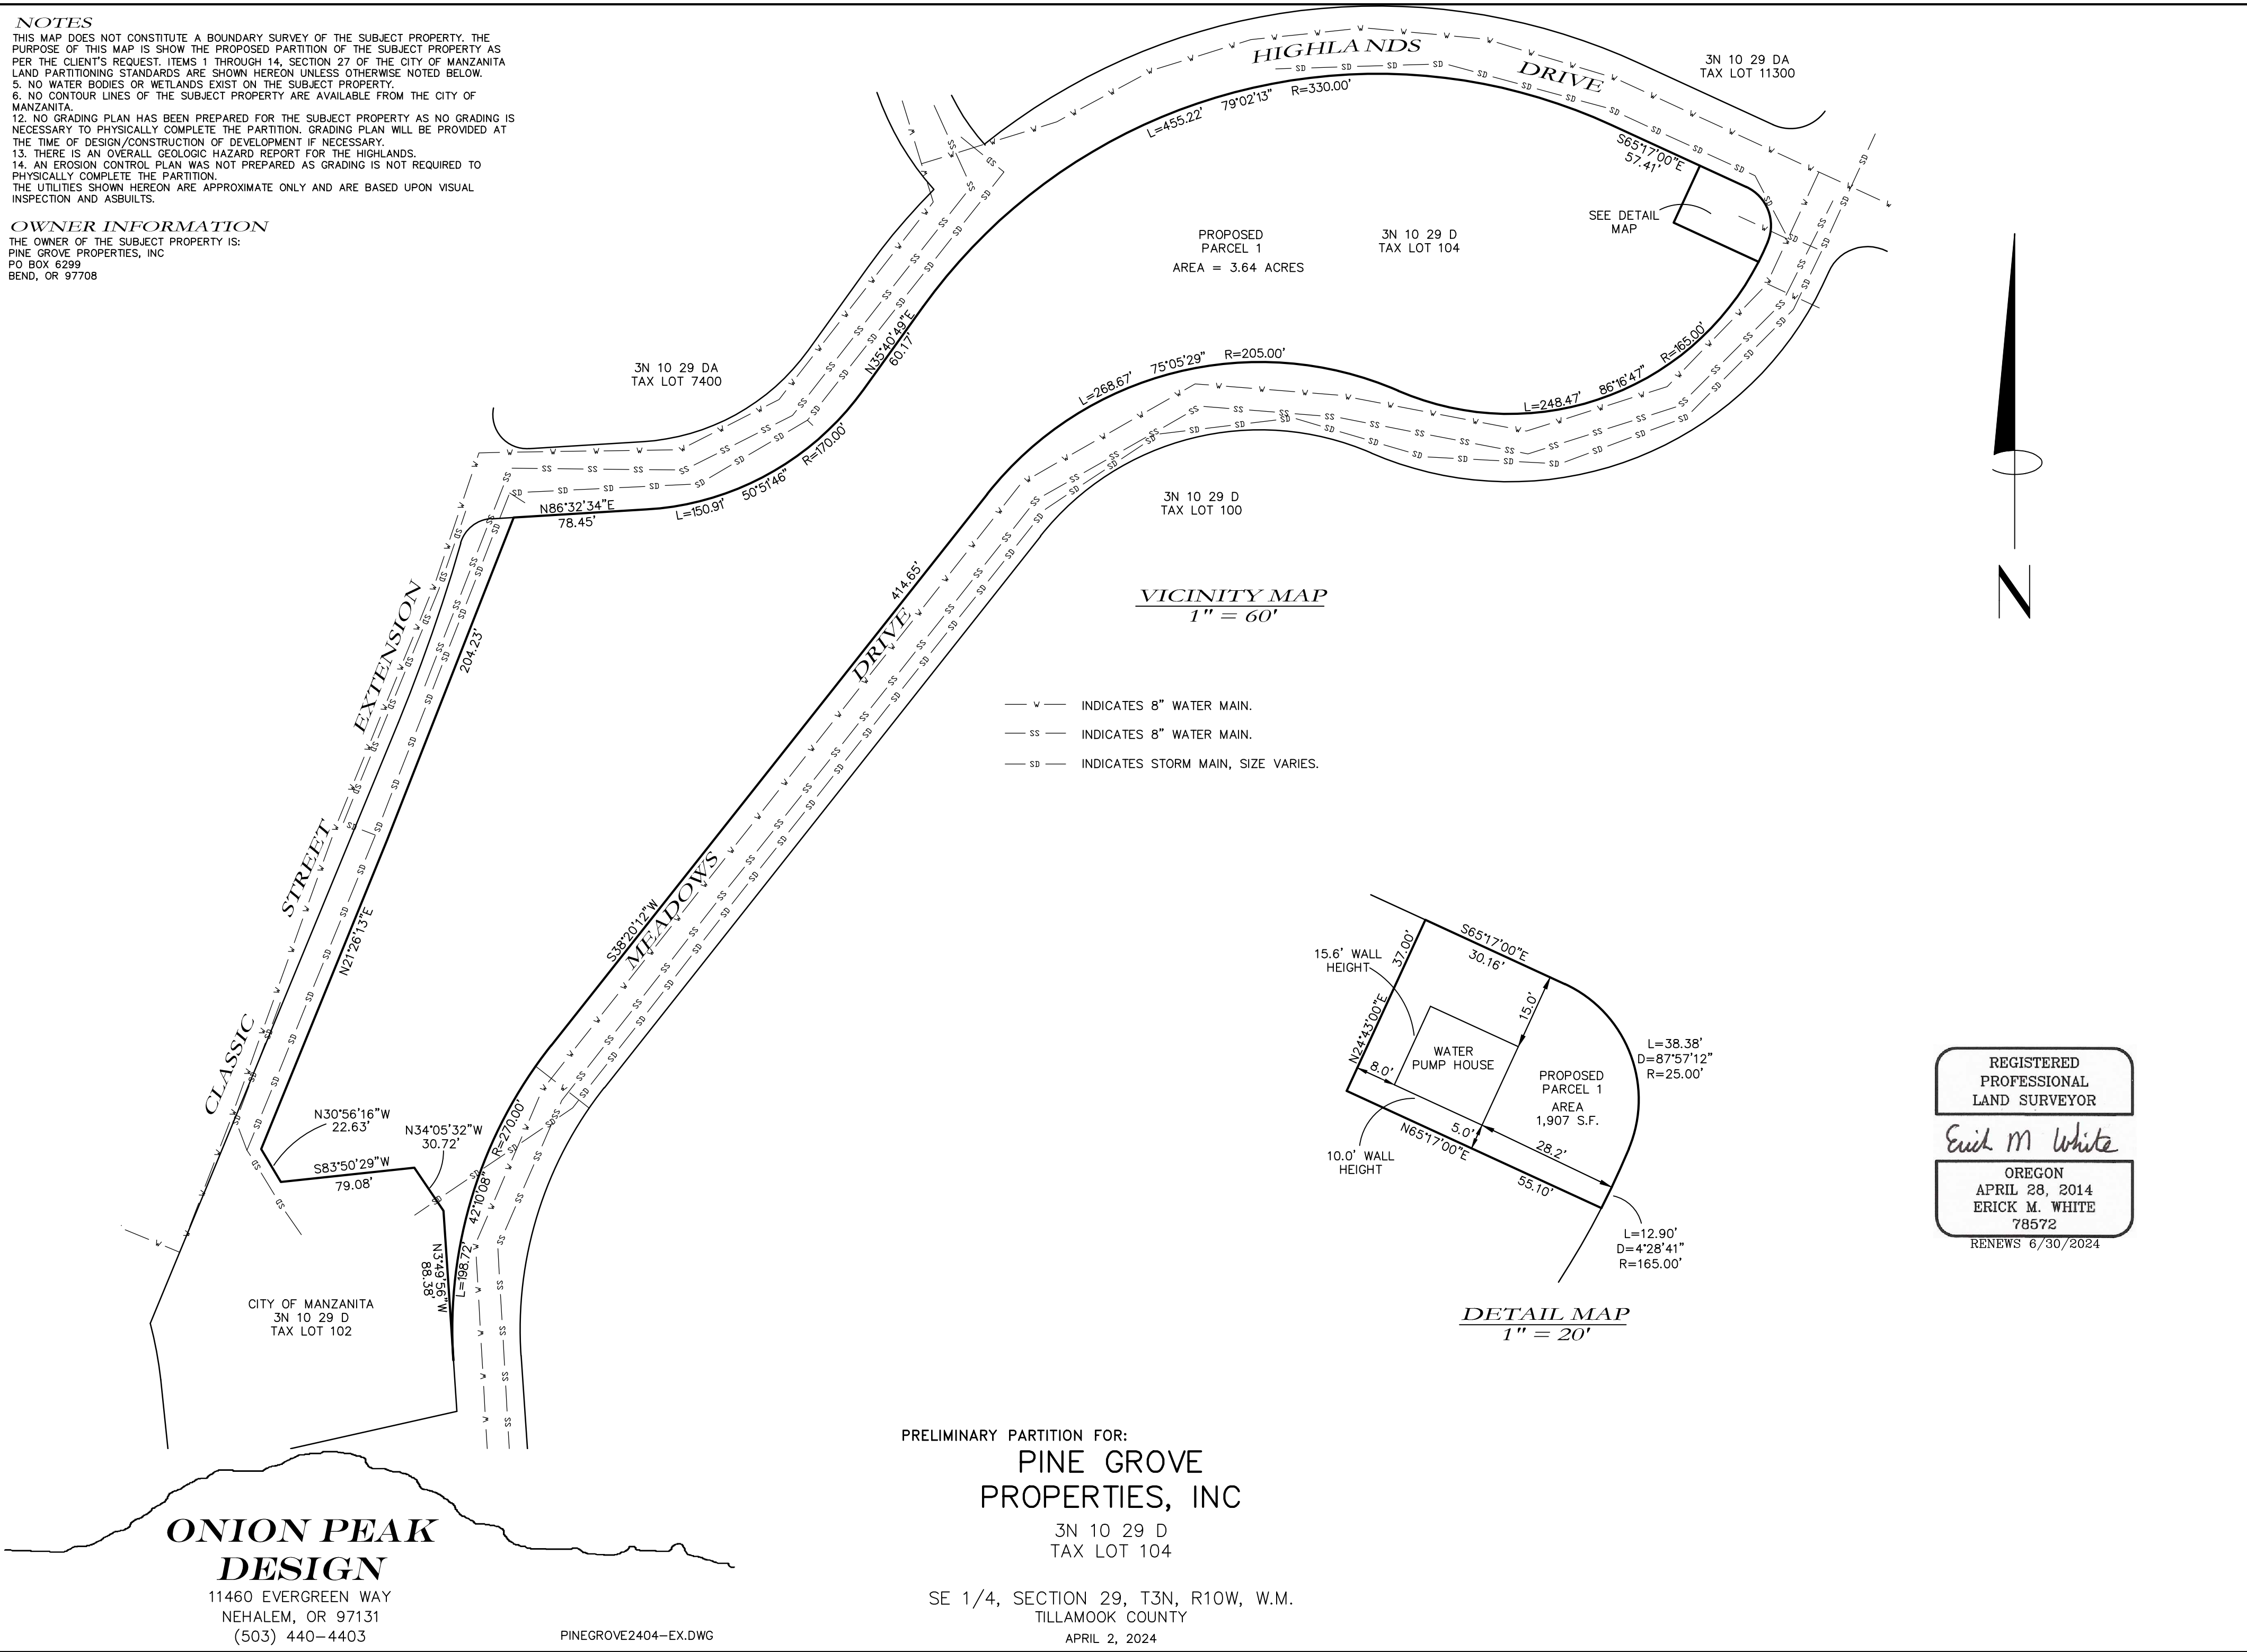 NOTES
THIS MAP DOES NOT CONSTITUTE A BOUNDARY SURVEY OF THE SUBJECT PROPERTY. THE
PURPOSE OF THIS MAP IS SHOW THE PROPOSED PARTITION OF THE SUBJECT PROPERTY AS
PER THE CLIENT'S REQUEST. ITEMS 1 THROUGH 14, SECTION 27 OF THE CITY OF MANZANITA
LAND PARTITIONING STANDARDS ARE SHOWN HEREON UNLESS OTHERWISE NOTED BELOW.
5. NO WATER BODIES OR WETLANDS EXIST ON THE SUBJECT PROPERTY.
6. NO CONTOUR LINES OF THE SUBJECT PROPERTY ARE AVAILABLE FROM THE CITY OF
MANZANITA.
12. NO GRADING PLAN HAS BEEN PREPARED FOR THE SUBJECT PROPERTY AS NO GRADING IS
NECESSARY TO PHYSICALLY COMPLETE THE PARTITION. GRADING PLAN WILL BE PROVIDED AT
THE TIME OF DESIGN/CONSTRUCTION OF DEVELOPMENT IF NECESSARY.
13. THERE IS AN OVERALL GEOLOGIC HAZARD REPORT FOR THE HIGHLANDS.
14. AN EROSION CONTROL PLAN WAS NOT PREPARED AS GRADING IS NOT REQUIRED TO
PHYSICALLY COMPLETE THE PARTITION.
THE UTILITIES SHOWN HEREON ARE APPROXIMATE ONLY AND ARE BASED UPON VISUAL
INSPECTION AND ASBUILTS.
OWNER INFORMATION
THE OWNER OF THE SUBJECT PROPERTY IS:
PINE GROVE PROPERTIES, INC
PO BOX 6299
BEND, OR 97708
HIGHLANDS DRIVE
3N 10 29 DA
TAX LOT 11300
L=455.22' 79°02'13" R=330.00'
S65°17'00"E
57.41'
SEE DETAIL
MAP
PROPOSED
PARCEL 1
AREA = 3.64 ACRES
3N 10 29 D
TAX LOT 104
N35°40'49"E
60.17'
3N 10 29 DA
TAX LOT 7400
L=268.67' 75°05'29" R=205.00'
L=248.47' 86°16'47" R=165.00'
L=150.91' 50°51'46" R=170.00'
N86°32'34"E
78.45'
3N 10 29 D
TAX LOT 100
N
VICINITY MAP
1" = 60'
CLASSIC STREET EXTENSION
N21°26'13"E
204.23'
MEADOWS DRIVE
S38°20'12"W
414.65'
W INDICATES 8" WATER MAIN.
SS INDICATES 8" WATER MAIN.
SD INDICATES STORM MAIN, SIZE VARIES.
N30°56'16"W
22.63'
N34°05'32"W
30.72'
S83°50'29"W
79.08'
N3°49'56"W
88.38'
L=198.72' 42°10'08" R=270.00'
CITY OF MANZANITA
3N 10 29 D
TAX LOT 102
S65°17'00"E
30.16'
37.00'
N24°43'00"E
15.6' WALL
HEIGHT
15.0'
WATER
PUMP HOUSE
8.0'
PROPOSED
PARCEL 1
AREA
1,907 S.F.
L=38.38'
D=87°57'12"
R=25.00'
5.0'
28.2'
N65°17'00"E
55.10'
10.0' WALL
HEIGHT
L=12.90'
D=4°28'41"
R=165.00'
DETAIL MAP
1" = 20'
REGISTERED
PROFESSIONAL
LAND SURVEYOR
Erick M White
OREGON
APRIL 28, 2014
ERICK M. WHITE
78572
RENEWS 6/30/2024
PRELIMINARY PARTITION FOR:
PINE GROVE
PROPERTIES, INC
3N 10 29 D
TAX LOT 104
SE 1/4, SECTION 29, T3N, R10W, W.M.
TILLAMOOK COUNTY
APRIL 2, 2024
ONION PEAK
DESIGN
11460 EVERGREEN WAY
NEHALEM, OR 97131
(503) 440-4403
PINEGROVE2404-EX.DWG